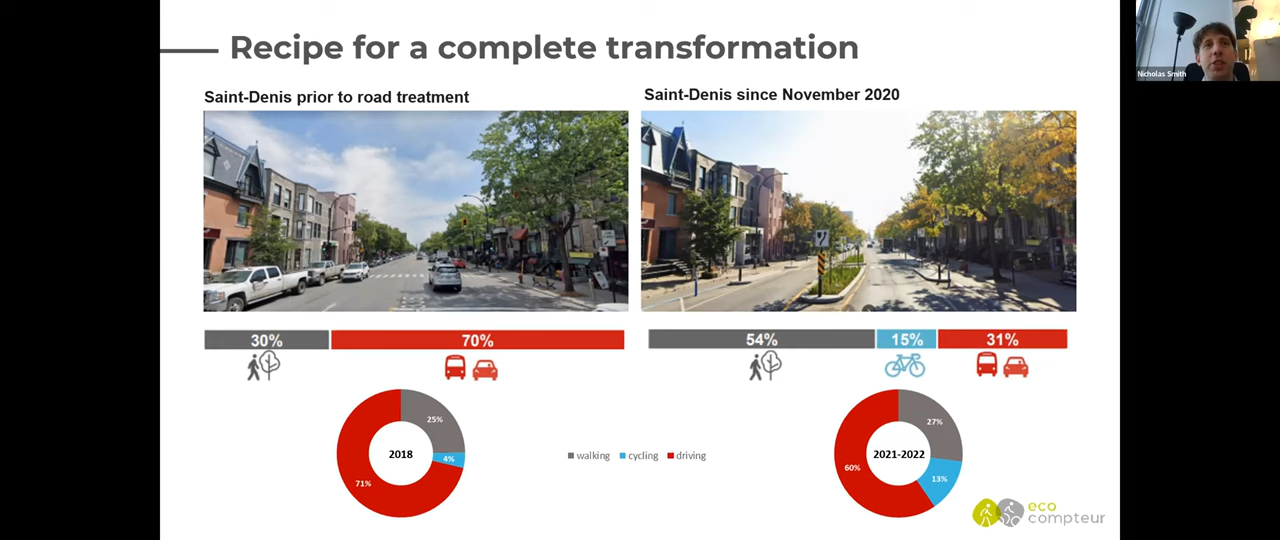 Recipe for a complete transformation
Nicholas Smith
Saint-Denis prior to road treatment
Saint-Denis since November 2020
30%
70%
54%
15%
31%
25%
4%
71%
2018
walking
cycling
driving
27%
13%
60%
2021-2022
eco
compteur